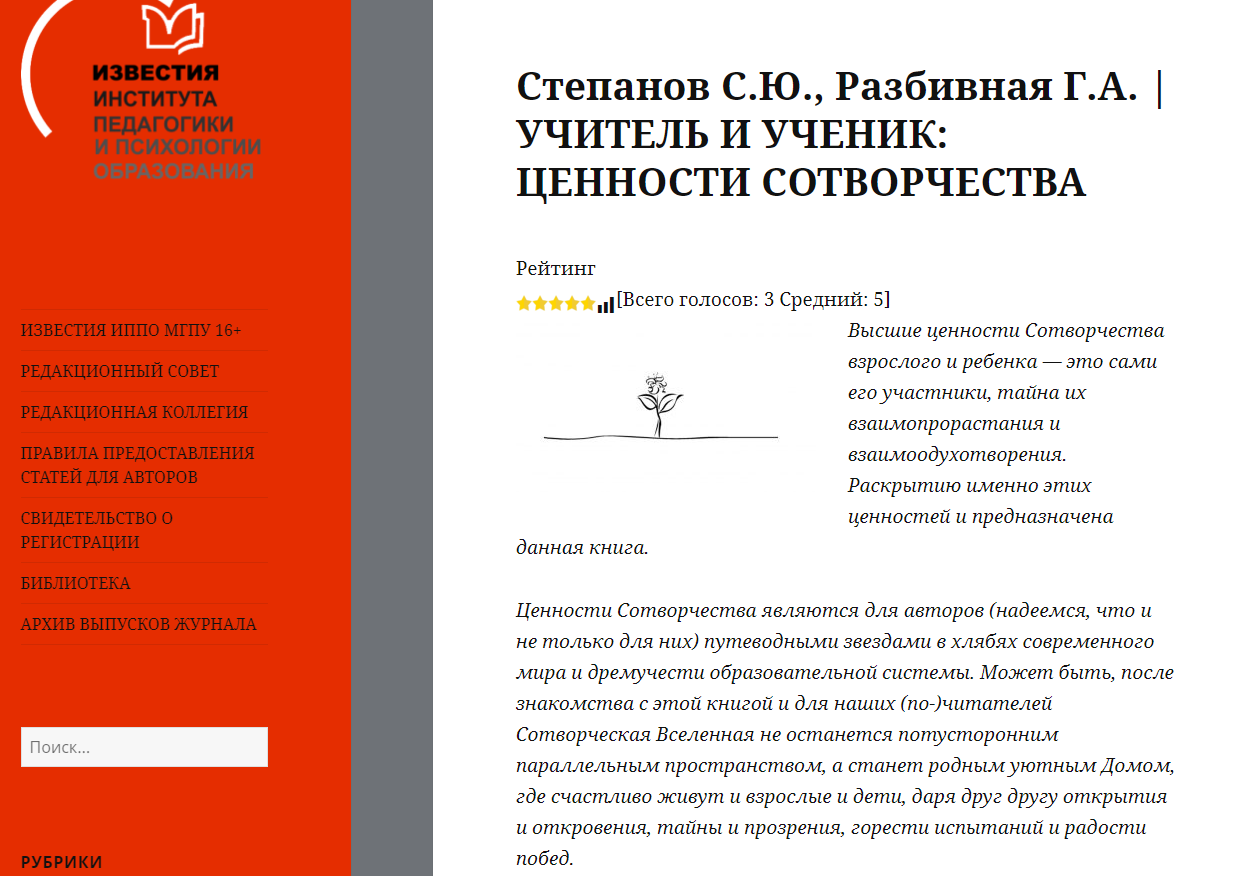 ИЗВЕСТИЯ
ИНСТИТУТА
ПЕДАГОГИКИ
И ПСИХОЛОГИИ
ОБРАЗОВАНИЯ
ИЗВЕСТИЯ ИППО МГПУ 16+
РЕДАКЦИОННЫЙ СОВЕТ
РЕДАКЦИОННАЯ КОЛЛЕГИЯ
ПРАВИЛА ПРЕДОСТАВЛЕНИЯ
СТАТЕЙ ДЛЯ АВТОРОВ
СВИДЕТЕЛЬСТВО О
РЕГИСТРАЦИИ
БИБЛИОТЕКА
АРХИВ ВЫПУСКОВ ЖУРНАЛА
Поиск...
РУБРИКИ
Степанов С.Ю., Разбивная Г.А. |
УЧИТЕЛЬ И УЧЕНИК:
ЦЕННОСТИ СОТВОРЧЕСТВА
Рейтинг
[Всего голосов: 3 Средний: 5]
Высшие ценности Сотворчества
взрослого и ребенка — это сами
его участники, тайна их
взаимопрорастания и
взаимоодухотворения.
Раскрытию именно этих
ценностей и предназначена
данная книга.
Ценности Сотворчества являются для авторов (надеемся, что и
не только для них) путеводными звездами в хлябях современного
мира и дремучести образовательной системы. Может быть, после
знакомства с этой книгой и для наших (по-)читателей
Сотворческая Вселенная не останется потусторонним
параллельным пространством, а станет родным уютным Домом,
где счастливо живут и взрослые и дети, даря друг другу открытия
и откровения, тайны и прозрения, горести испытаний и радости
побед.